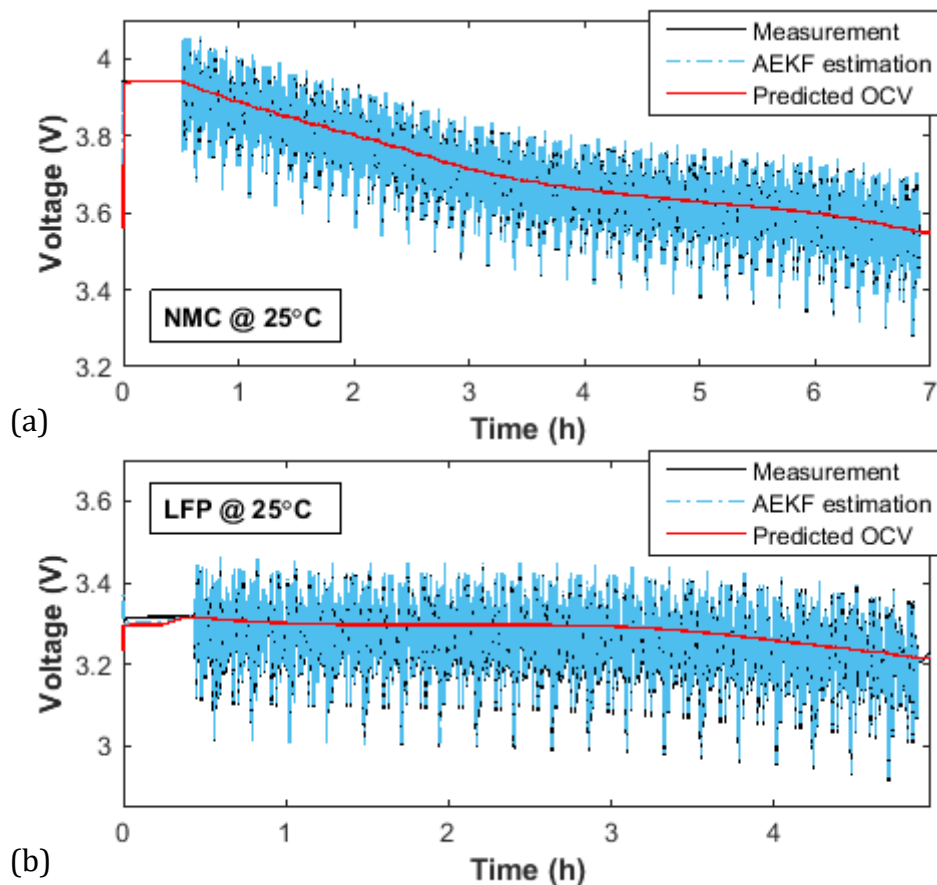 Measurement
AEKF estimation
Predicted OCV
4
3.8
3.6
3.4
3.2
Voltage (V)
NMC @ 25°C
0 1 2 3 4 5 6 7
Time (h)
(a)
Measurement
AEKF estimation
Predicted OCV
LFP @ 25°C
3.6
3.4
3.2
3
Voltage (V)
0 1 2 3 4
Time (h)
(b)